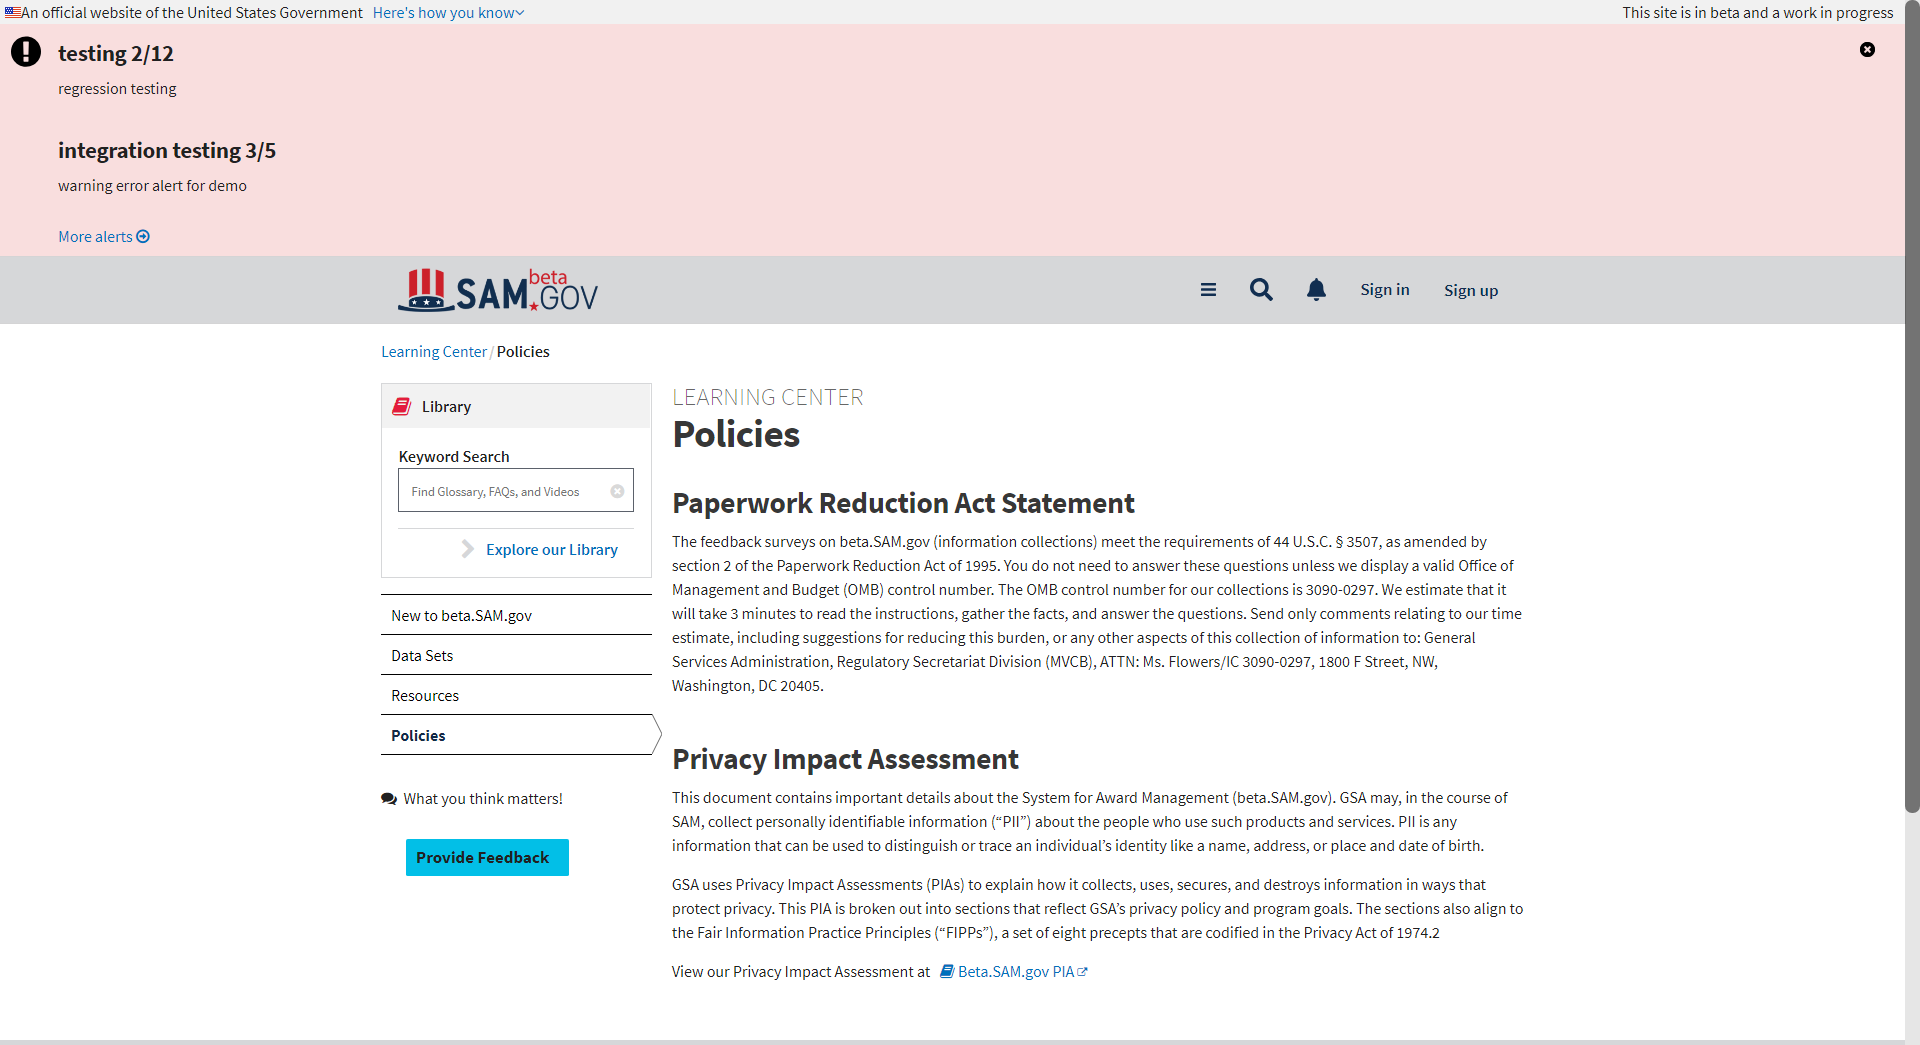 An official website of the United States Government Here's how you know
This site is in beta and a work in progress
testing 2/12
regression testing
integration testing 3/5
warning error alert for demo
More alerts
SAM.GOV beta
Sign in
Sign up
Learning Center / Policies
Library
Keyword Search
Find Glossary, FAQs, and Videos
Explore our Library
New to beta.SAM.gov
Data Sets
Resources
Policies
What you think matters!
Provide Feedback
LEARNING CENTER
Policies
Paperwork Reduction Act Statement
The feedback surveys on beta.SAM.gov (information collections) meet the requirements of 44 U.S.C. § 3507, as amended by
section 2 of the Paperwork Reduction Act of 1995. You do not need to answer these questions unless we display a valid Office of
Management and Budget (OMB) control number. The OMB control number for our collections is 3090-0297. We estimate that it
will take 3 minutes to read the instructions, gather the facts, and answer the questions. Send only comments relating to our time
estimate, including suggestions for reducing this burden, or any other aspects of this collection of information to: General
Services Administration, Regulatory Secretariat Division (MVCB), ATTN: Ms. Flowers/IC 3090-0297, 1800 F Street, NW,
Washington, DC 20405.
Privacy Impact Assessment
This document contains important details about the System for Award Management (beta.SAM.gov). GSA may, in the course of
SAM, collect personally identifiable information (“PII”) about the people who use such products and services. PII is any
information that can be used to distinguish or trace an individual’s identity like a name, address, or place and date of birth.
GSA uses Privacy Impact Assessments (PIAs) to explain how it collects, uses, secures, and destroys information in ways that
protect privacy. This PIA is broken out into sections that reflect GSA’s privacy policy and program goals. The sections also align to
the Fair Information Practice Principles (“FIPPs”), a set of eight precepts that are codified in the Privacy Act of 1974.2
View our Privacy Impact Assessment at Beta.SAM.gov PIA